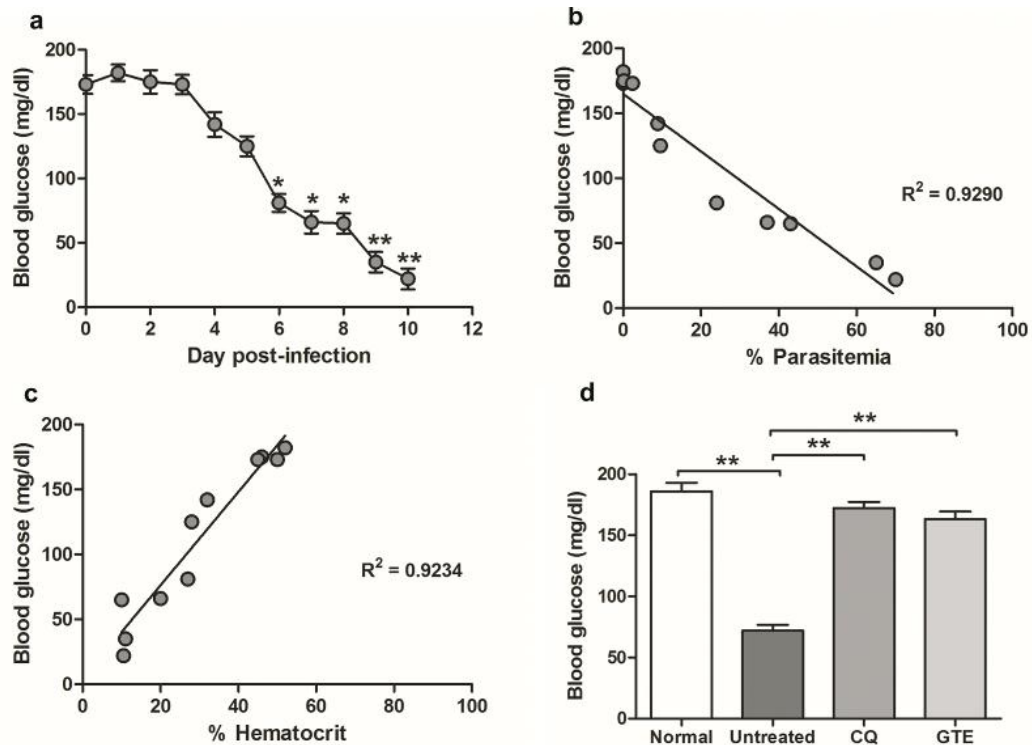 a
Blood glucose (mg/dl)
200
150
100
50
0
* * * ** **
0 2 4 6 8 10 12
Day post-infection
b
Blood glucose (mg/dl)
200
150
100
50
0
R² = 0.9290
0 20 40 60 80 100
% Parasitemia
c
Blood glucose (mg/dl)
200
150
100
50
0
R² = 0.9234
0 20 40 60 80 100
% Hematocrit
d
Blood glucose (mg/dl)
200
150
100
50
0
**
**
**
Normal Untreated CQ GTE